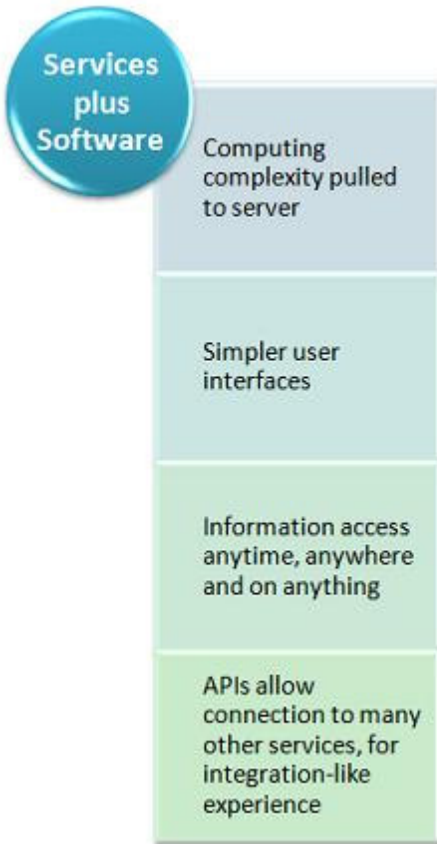 Services
plus
Software
Computing
complexity pulled
to server
Simpler user
interfaces
Information access
anytime, anywhere
and on anything
APIs allow
connection to many
other services, for
integration-like
experience